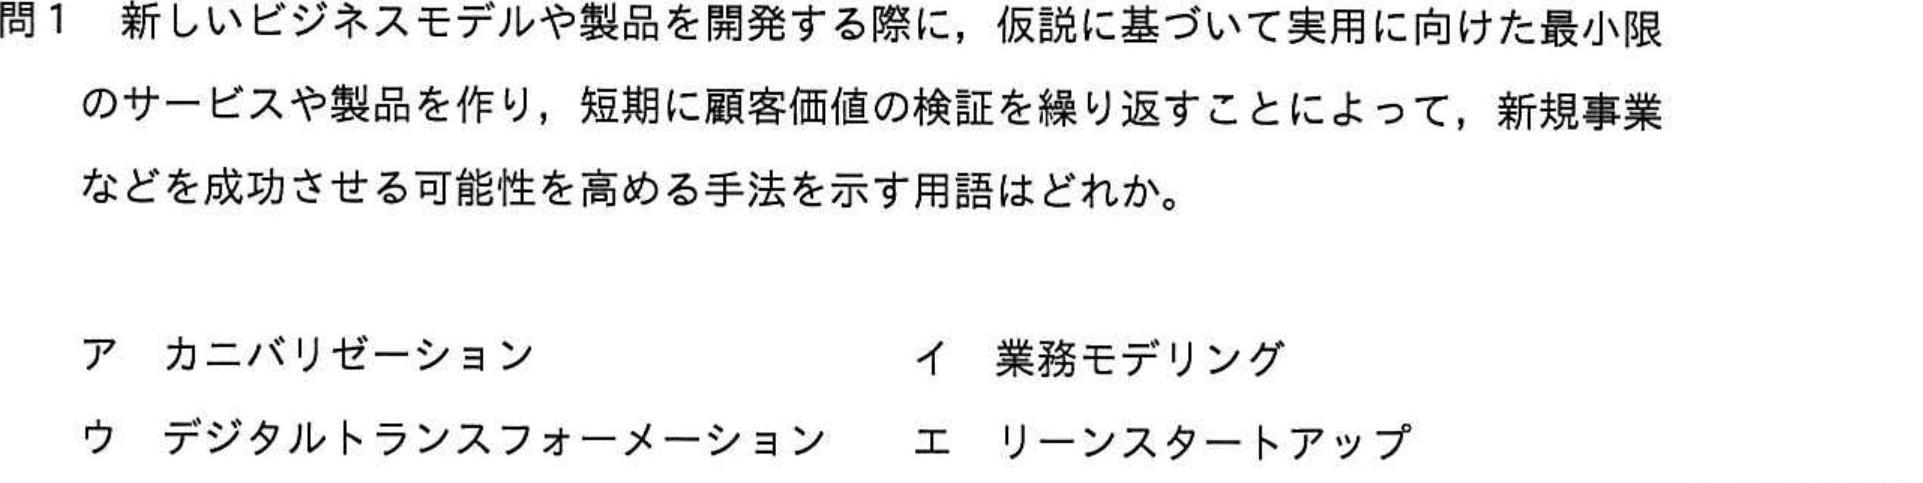 問1　新しいビジネスモデルや製品を開発する際に，仮説に基づいて実用に向けた最小限
のサービスや製品を作り，短期に顧客価値の検証を繰り返すことによって，新規事業
などを成功させる可能性を高める手法を示す用語はどれか。
ア　カニバリゼーション　イ　業務モデリング
ウ　デジタルトランスフォーメーション　エ　リーンスタートアップ